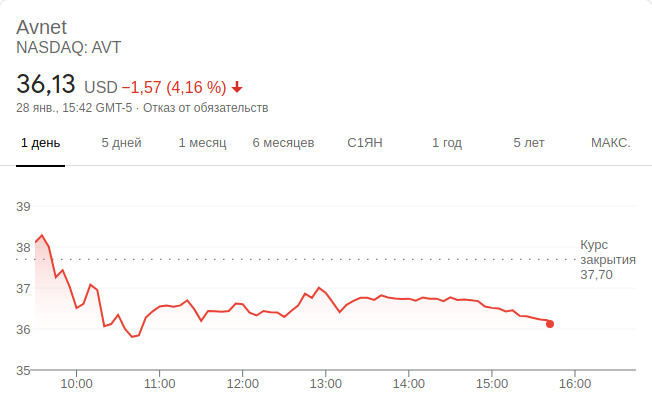 Avnet
NASDAQ: AVT
36,13 USD −1,57 (4,16 %)
28 янв., 15:42 GMT-5 · Отказ от обязательств
1 день 5 дней 1 месяц 6 месяцев С1ЯН 1 год 5 лет МАКС.
39
38
37
36
35
Курс
закрытия
37,70
10:00 11:00 12:00 13:00 14:00 15:00 16:00